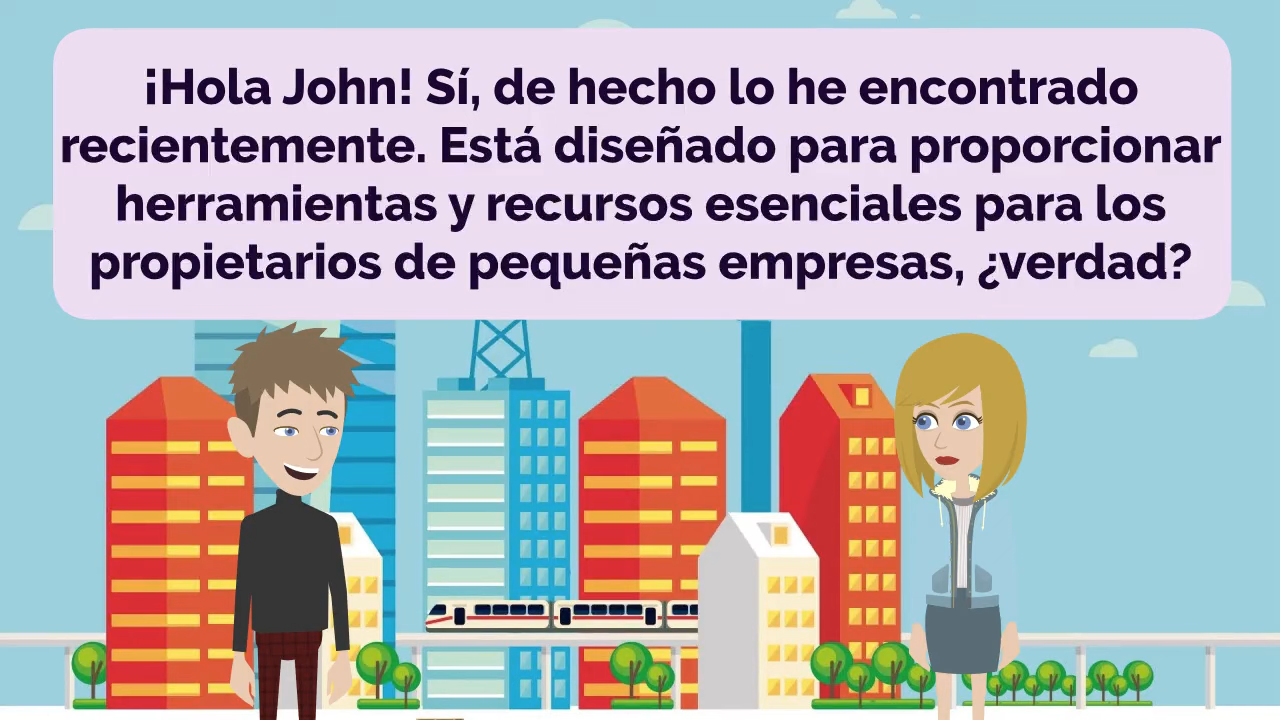 ¡Hola John! Sí, de hecho lo he encontrado
recientemente. Está diseñado para proporcionar
herramientas y recursos esenciales para los
propietarios de pequeñas empresas, ¿verdad?